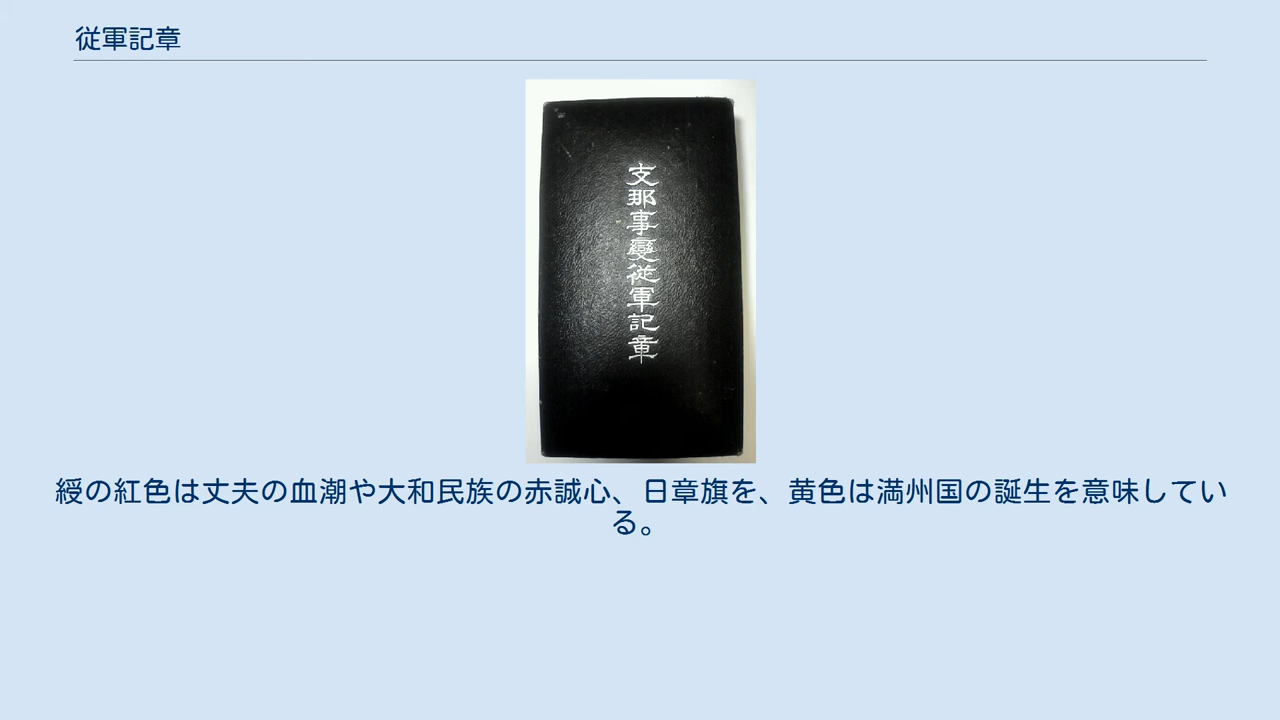 従軍記章
支那事變従軍記章
綬の紅色は丈夫の血潮や大和民族の赤誠心、日章旗を、黄色は満州国の誕生を意味してい
る。